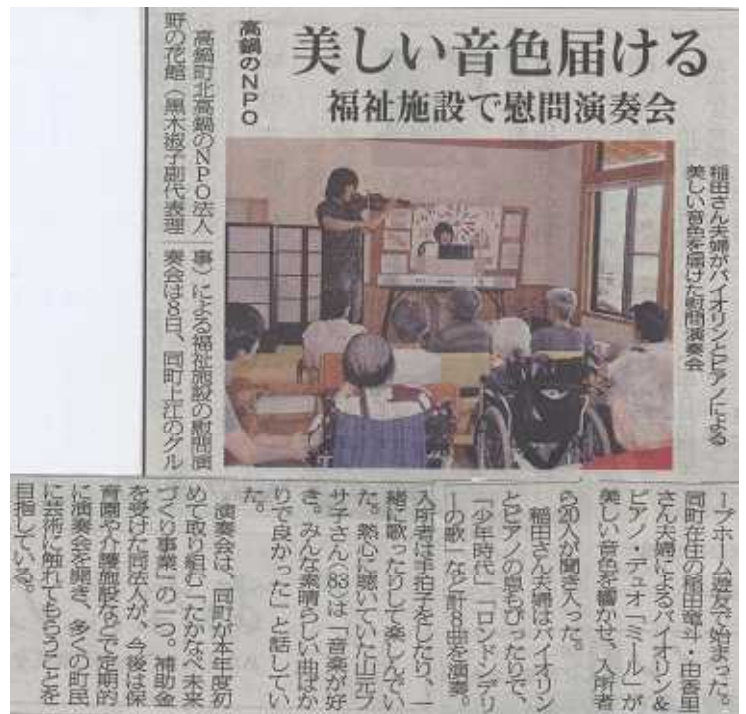 美しい音色届ける
福祉施設で慰問演奏会
高鍋のNPO
稲田さん夫婦がバイオリンとピアノによる
美しい音色を届けた慰問演奏会
高鍋町北高鍋のNPO法人
野の花館(黒木淑子副代表理
事)による福祉施設の慰問演
奏会は8日、同町上江のグル
ープホーム遊友で始まった。
同町在住の稲田竜斗・由香里
さん夫婦によるバイオリン&
ピアノ・デュオ「ミール」が
美しい音色を響かせ、入所者
ら20人が聞き入った。
稲田さん夫婦はバイオリン
とピアノの息もぴったりで、
「少年時代」「ロンドンデリ
ーの歌」など計8曲を演奏。
入所者は手拍子をしたり、一
緒に歌ったりして楽しんでい
た。熱心に聴いていた山元フ
サ子さん(83)は「音楽が好
き。みんな素晴らしい曲ばか
りで良かった」と話してい
た。
演奏会は、同町が本年度初
めて取り組む「たかなべ未来
づくり事業」の一つ。補助金
を受けた同法人が、今後は保
育園や介護施設などで定期的
に演奏会を開き、多くの町民
に芸術に触れてもらうことを
目指している。